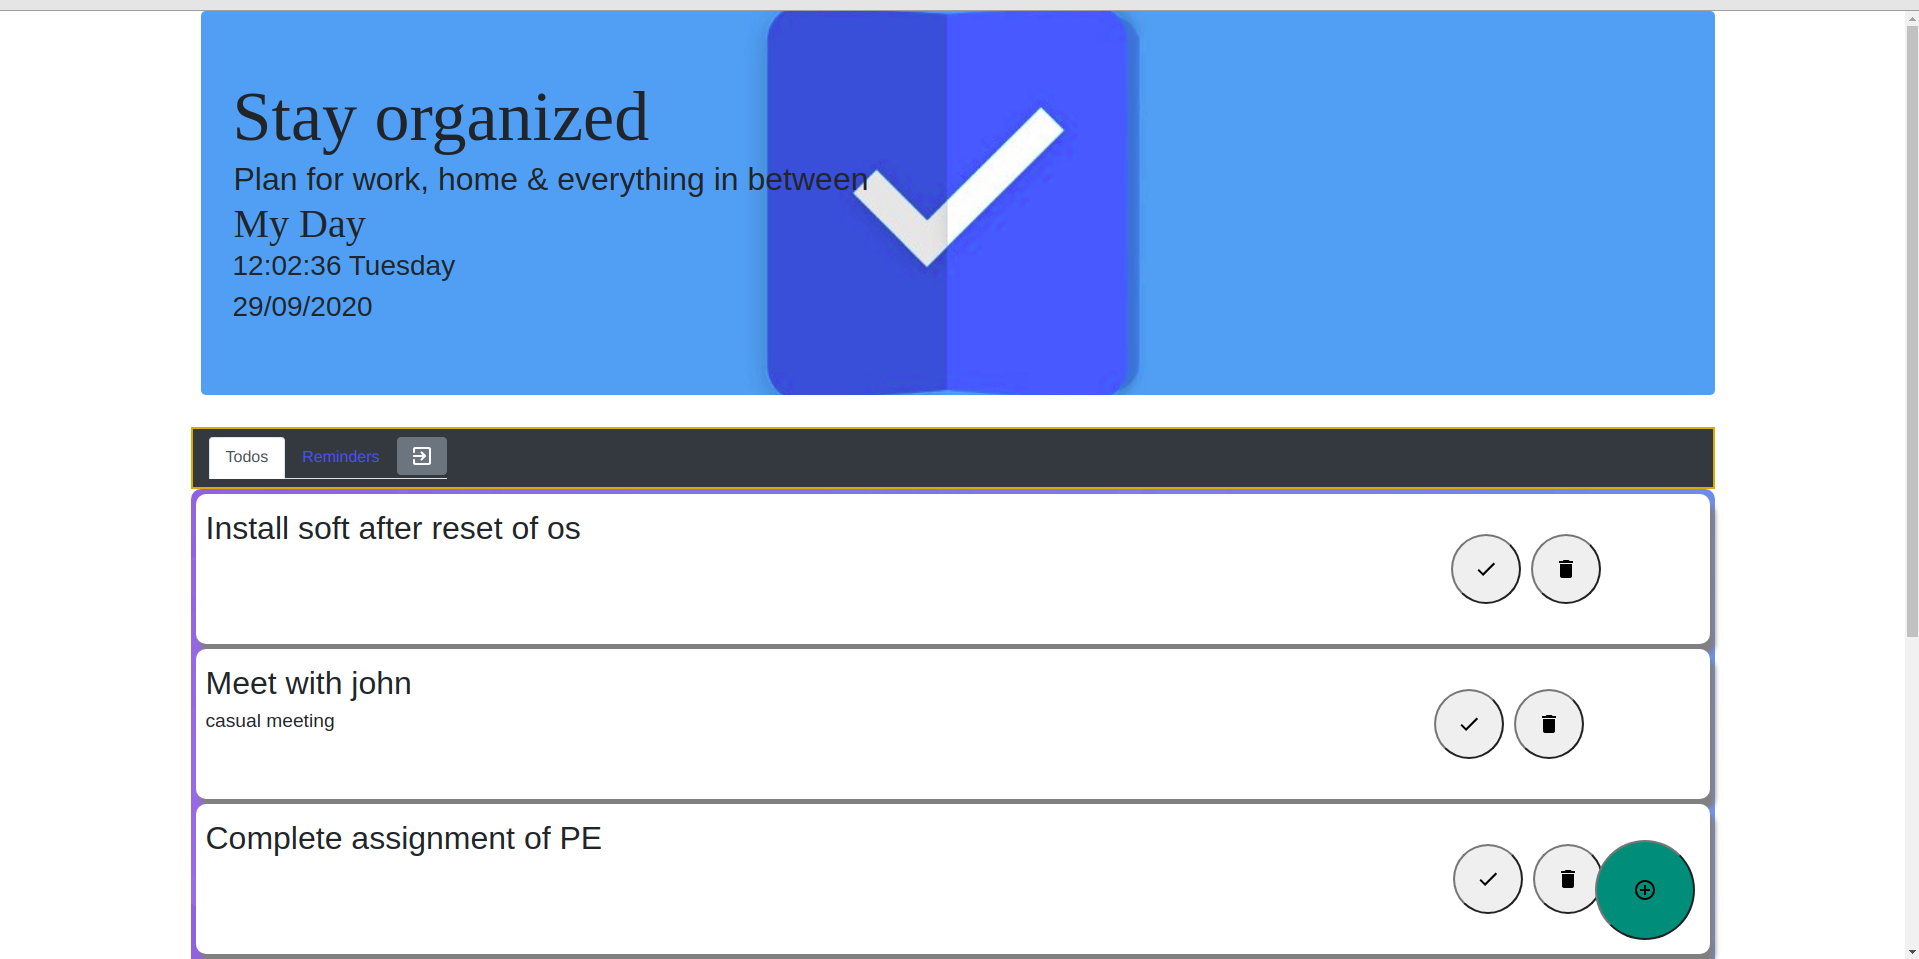 Stay organized
Plan for work, home & everything in between
My Day
12:02:36 Tuesday
29/09/2020
Todos Reminders
Install soft after reset of os
Meet with john
casual meeting
Complete assignment of PE